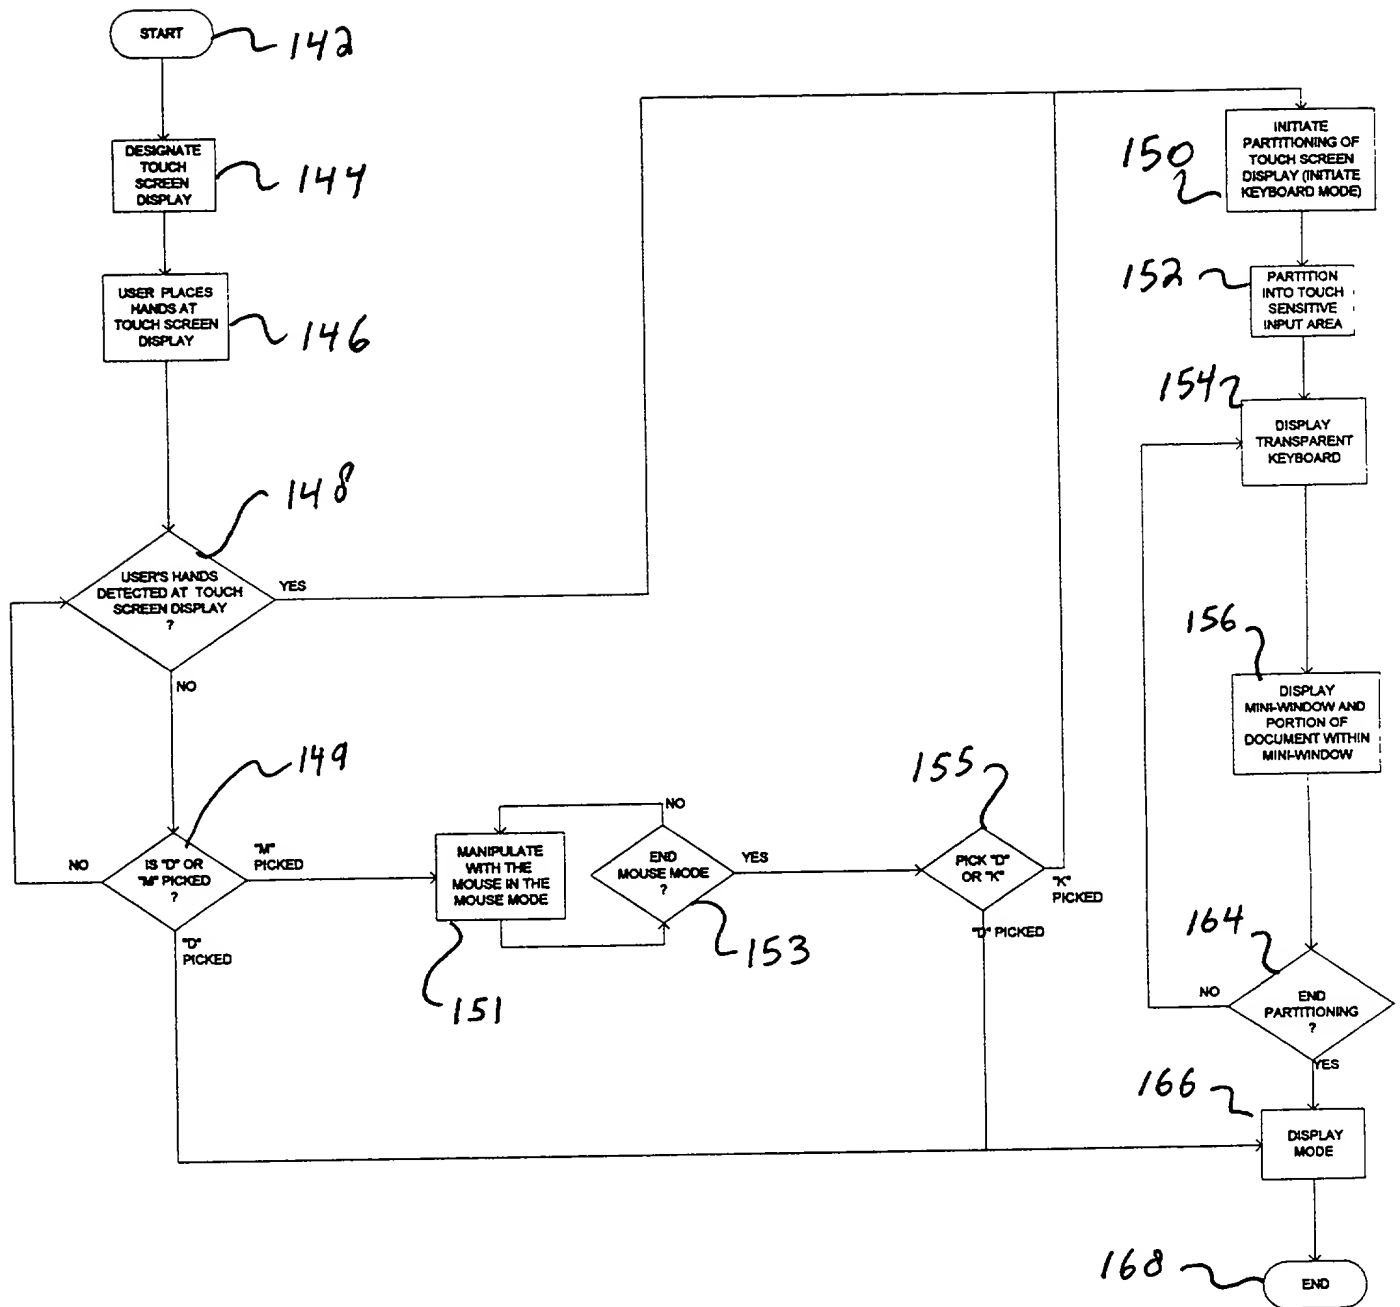 START
142
DESIGNATE
TOUCH
SCREEN
DISPLAY
144
USER PLACES
HANDS AT
TOUCH SCREEN
DISPLAY
146
148
USER'S HANDS
DETECTED AT TOUCH
SCREEN DISPLAY
?
YES
NO
149
IS "D" OR
"M" PICKED
?
NO
"M"
PICKED
"D"
PICKED
MANIPULATE
WITH THE
MOUSE IN THE
MOUSE MODE
151
NO
END
MOUSE MODE
?
YES
153
155
PICK "D"
OR "K"
"K"
PICKED
"D" PICKED
150
INITIATE
PARTITIONING OF
TOUCH SCREEN
DISPLAY (INITIATE
KEYBOARD MODE)
152
PARTITION
INTO TOUCH
SENSITIVE
INPUT AREA
154
DISPLAY
TRANSPARENT
KEYBOARD
156
DISPLAY
MINI-WINDOW AND
PORTION OF
DOCUMENT WITHIN
MINI-WINDOW
164
NO
END
PARTITIONING
?
YES
166
DISPLAY
MODE
168
END